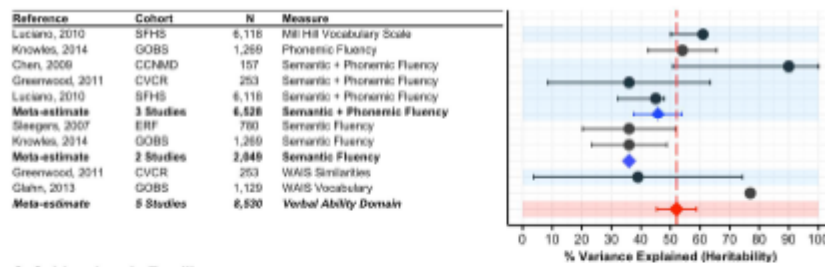 Reference Cohort N Measure
Luciano, 2010 SFHS 6,118 Mill Hill Vocabulary Scale
Knowles, 2014 GOBS 1,269 Phonemic Fluency
Chen, 2009 CCNMD 157 Semantic + Phonemic Fluency
Greenwood, 2011 CVCR 253 Semantic + Phonemic Fluency
Luciano, 2010 SFHS 6,118 Semantic + Phonemic Fluency
Meta-estimate 3 Studies 6,528 Semantic + Phonemic Fluency
Sleegers, 2007 ERF 780 Semantic Fluency
Knowles, 2014 GOBS 1,269 Semantic Fluency
Meta-estimate 2 Studies 2,049 Semantic Fluency
Greenwood, 2011 CVCR 253 WAIS Similarities
Glahn, 2013 GOBS 1,129 WAIS Vocabulary
Meta-estimate 5 Studies 8,530 Verbal Ability Domain
0 10 20 30 40 50 60 70 80 90 100
% Variance Explained (Heritability)